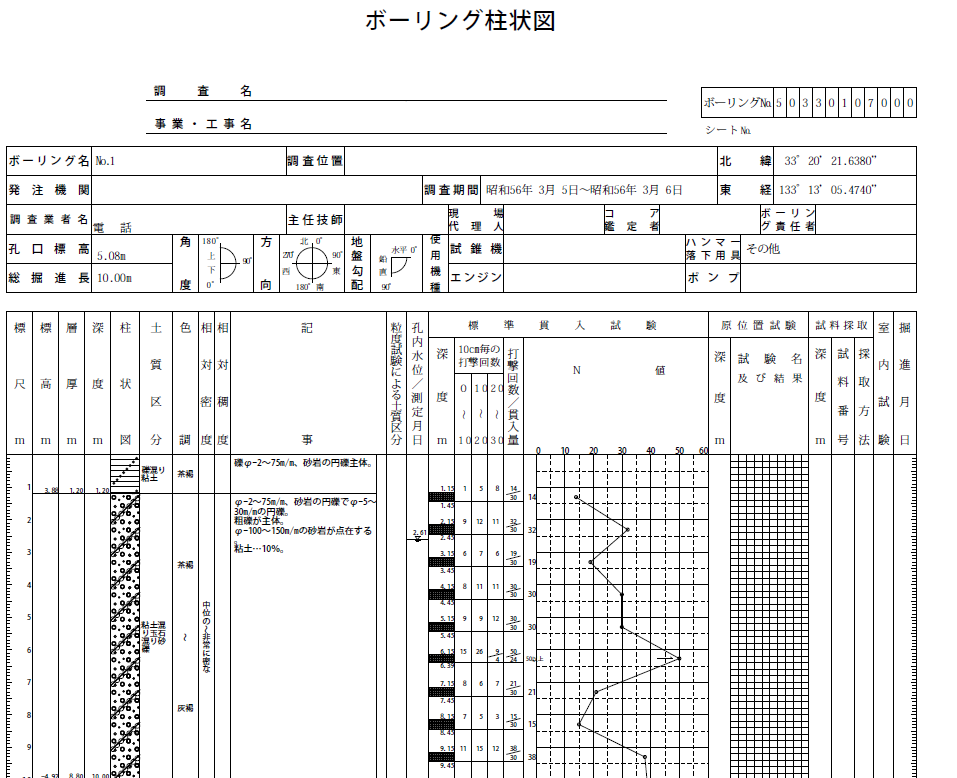 ボーリング柱状図
調査名
ボーリングNo. 5 0 3 3 0 1 0 7 0 0 0
事業・工事名
シートNo.
ボーリング名 No.1 調査位置 北緯 33° 20′ 21.6380″
発注機関 調査期間 昭和56年 3月 5日～昭和56年 3月 6日 東経 133° 13′ 05.4740″
調査業者名 電話 主任技師 現場代理人 コア鑑定者 ボーリング責任者
孔口標高 5.08m 角度 180° 上 下 0° 90° 方向 北 0° 270° 西 90° 東 180° 南 地盤勾配 水平 0° 鉛直 90° 使用機種 試錐機 ハンマー落下用具 その他
総掘進長 10.00m エンジン ポンプ
標尺 m 標高 m 層厚 m 深度 m 柱状図 土質区分 色調 相対密度 相対稠度 記事 粒度試験による土質区分 孔内水位／測定月日
標準貫入試験
深度 m 10cm毎の打撃回数 0～10 10～20 20～30 打撃回数／貫入量 N値
0 10 20 30 40 50 60
原位置試験
深度 m 試験名及び結果
試料採取
深度 m 試料番号 採取方法
室内試験 掘進月日
礫混り粘土 茶褐 礫φ-2～75m/m、砂岩の円礫主体。
1 3.88 1.20 1.20 1.15 1 5 8 14 30 14
1.45
φ-2～75m/m、砂岩の円礫でφ-5～
30m/mの円礫。
粗礫が主体。
φ-100～150m/mの砂岩が点在する
。
粘土…10%。
2 2.15 9 12 11 32 30 32
2.61 2.45
3 3.15 6 7 6 19 30 19
茶褐 3.45
4 4.15 8 11 11 30 30 30
4.45
5 粘土混り玉石混り砂礫 ～ 中位の～非常に密な 5.15 9 9 12 30 30 30
5.45
6 6.15 15 26 9 4 50 24 50以上
6.39
7 7.15 8 6 7 21 30 21
灰褐 7.45
8 8.15 7 5 3 15 30 15
8.45
9 9.15 11 15 12 38 30 38
9.45
-4.92 8.80 10.00